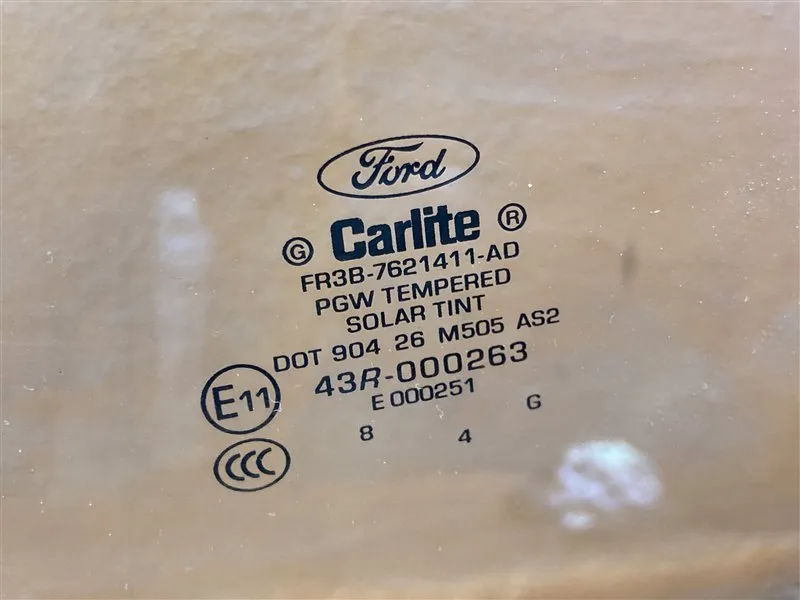 Ford
G Carlite ®
FR3B-7621411-AD
PGW TEMPERED
SOLAR TINT
DOT 904 26 M505 AS2
E11 43R-000263
E 000251
CCC 8 4 G